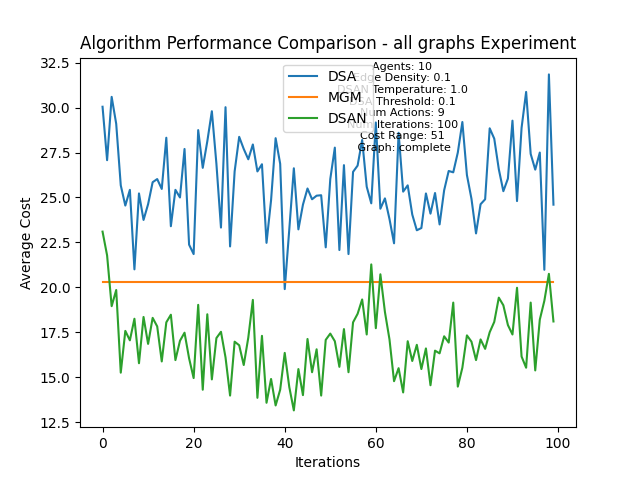 Algorithm Performance Comparison - all graphs Experiment
Average Cost
32.5
30.0
27.5
25.0
22.5
20.0
17.5
15.0
12.5
DSA
MGM
DSAN
Agents: 10
Edge Density: 0.1
DSAN Temperature: 1.0
DSA Threshold: 0.1
Num Actions: 9
Num Iterations: 100
Cost Range: 51
Graph: complete
0
20
40
60
80
100
Iterations